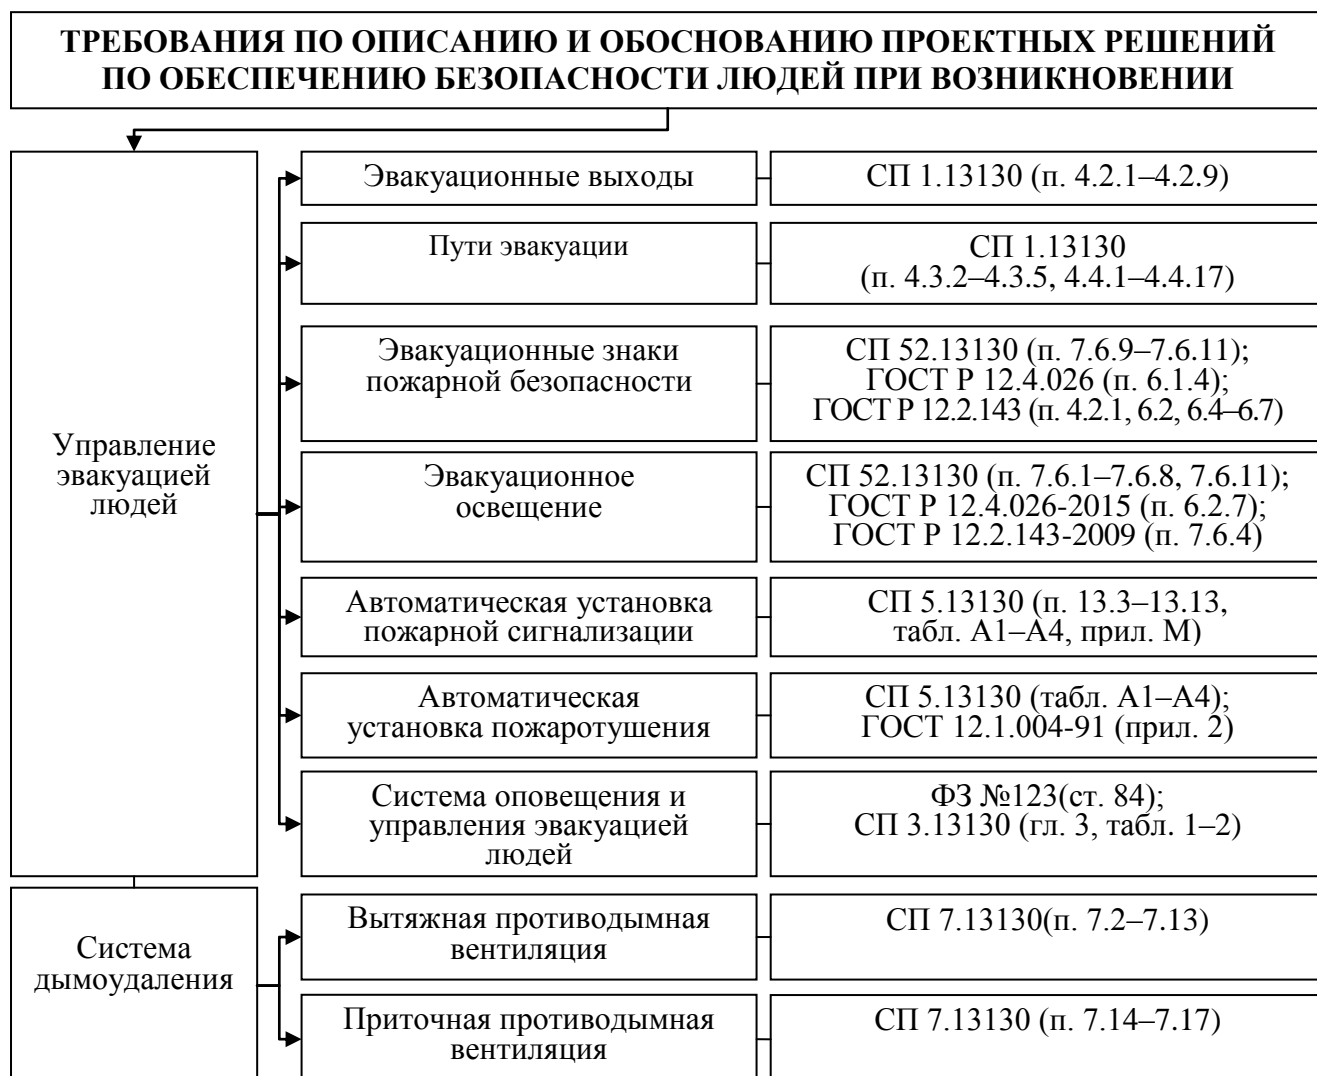 ТРЕБОВАНИЯ ПО ОПИСАНИЮ И ОБОСНОВАНИЮ ПРОЕКТНЫХ РЕШЕНИЙ
ПО ОБЕСПЕЧЕНИЮ БЕЗОПАСНОСТИ ЛЮДЕЙ ПРИ ВОЗНИКНОВЕНИИ
Управление
эвакуацией
людей
Эвакуационные выходы
СП 1.13130 (п. 4.2.1–4.2.9)
Пути эвакуации
СП 1.13130
(п. 4.3.2–4.3.5, 4.4.1–4.4.17)
Эвакуационные знаки
пожарной безопасности
СП 52.13130 (п. 7.6.9–7.6.11);
ГОСТ Р 12.4.026 (п. 6.1.4);
ГОСТ Р 12.2.143 (п. 4.2.1, 6.2, 6.4–6.7)
Эвакуационное
освещение
СП 52.13130 (п. 7.6.1–7.6.8, 7.6.11);
ГОСТ Р 12.4.026-2015 (п. 6.2.7);
ГОСТ Р 12.2.143-2009 (п. 7.6.4)
Автоматическая установка
пожарной сигнализации
СП 5.13130 (п. 13.3–13.13,
табл. А1–А4, прил. М)
Автоматическая
установка пожаротушения
СП 5.13130 (табл. А1–А4);
ГОСТ 12.1.004-91 (прил. 2)
Система оповещения и
управления эвакуацией
людей
ФЗ №123(ст. 84);
СП 3.13130 (гл. 3, табл. 1–2)
Система
дымоудаления
Вытяжная противодымная
вентиляция
СП 7.13130(п. 7.2–7.13)
Приточная противодымная
вентиляция
СП 7.13130 (п. 7.14–7.17)